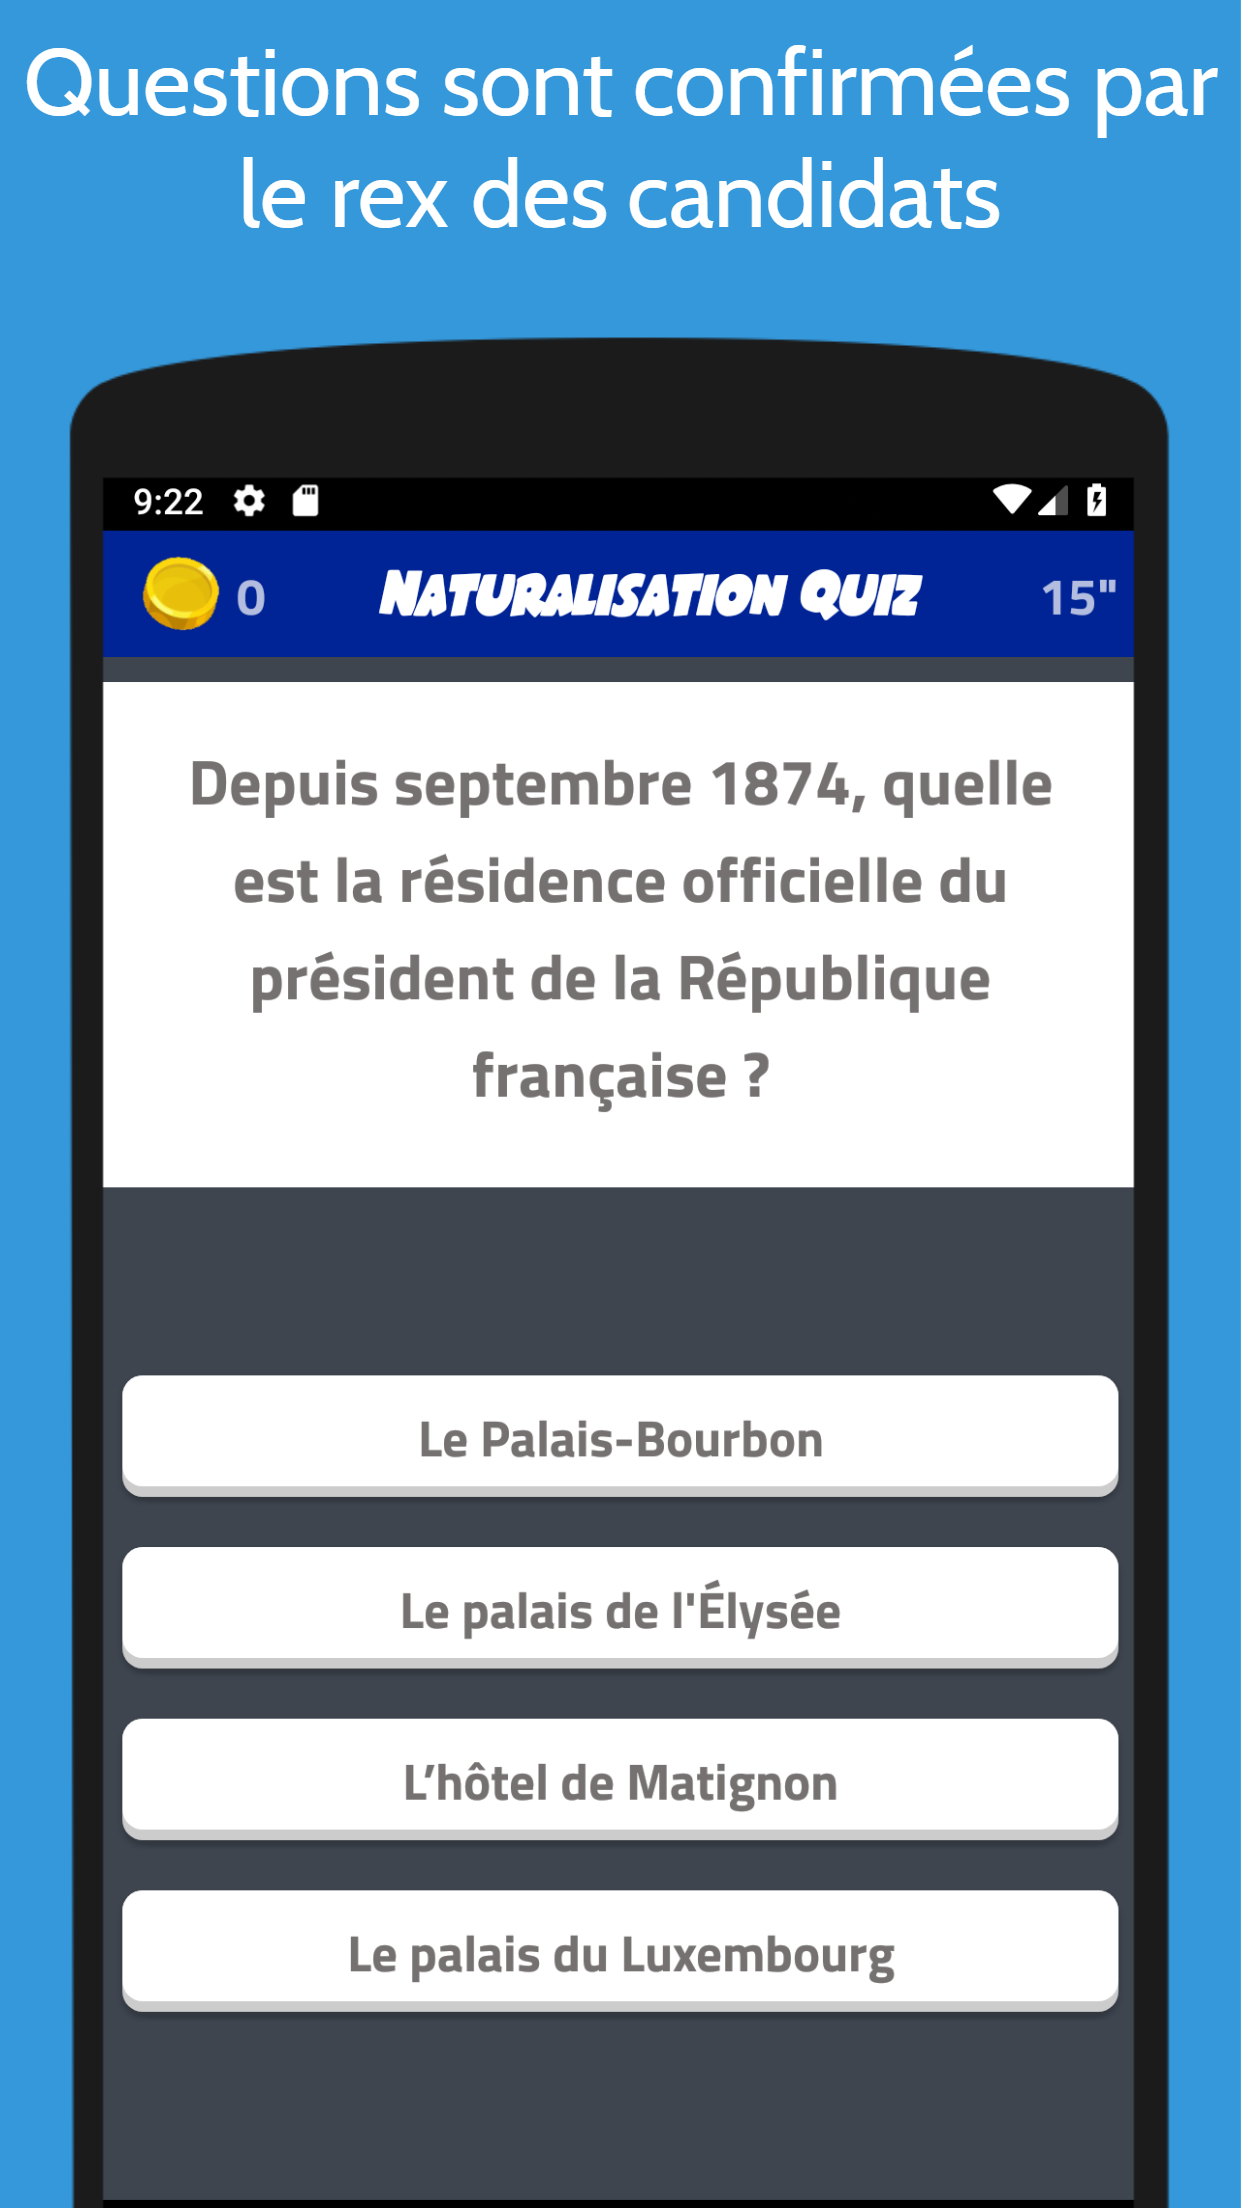 Questions sont confirmées par
le rex des candidats
9:22
0 Naturalisation Quiz 15"
Depuis septembre 1874, quelle
est la résidence officielle du
président de la République
française ?
Le Palais-Bourbon
Le palais de l'Élysée
L’hôtel de Matignon
Le palais du Luxembourg